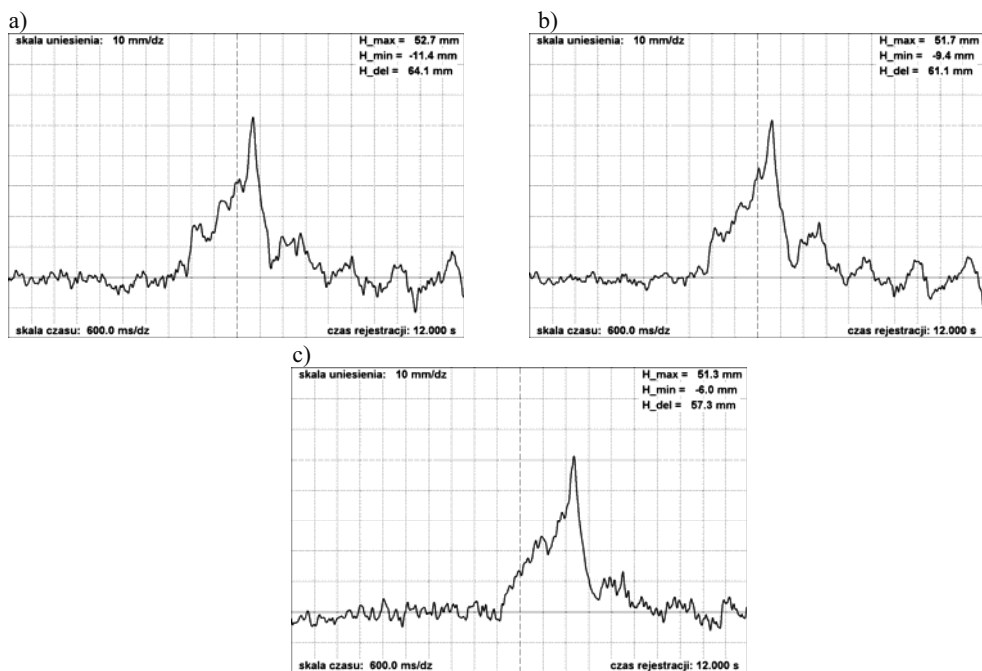 a)
skala uniesienia: 10 mm/dz
H_max = 52.7 mm
H_min = -11.4 mm
H_del = 64.1 mm
skala czasu: 600.0 ms/dz
czas rejestracji: 12.000 s
b)
skala uniesienia: 10 mm/dz
H_max = 51.7 mm
H_min = -9.4 mm
H_del = 61.1 mm
skala czasu: 600.0 ms/dz
czas rejestracji: 12.000 s
c)
skala uniesienia: 10 mm/dz
H_max = 51.3 mm
H_min = -6.0 mm
H_del = 57.3 mm
skala czasu: 600.0 ms/dz
czas rejestracji: 12.000 s